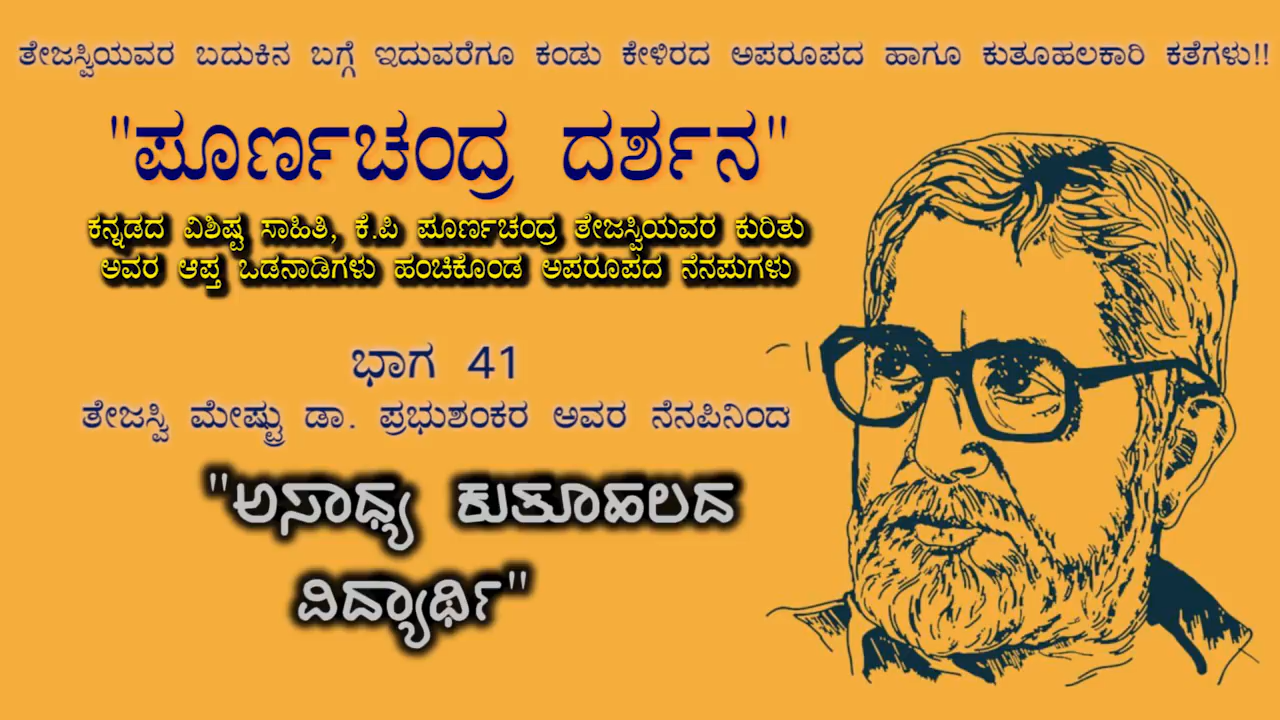 ತೇಜಸ್ವಿಯವರ ಬದುಕಿನ ಬಗ್ಗೆ ಇದುವರೆಗೂ ಕಂಡು ಕೇಳಿರದ ಅಪರೂಪದ ಹಾಗೂ ಕುತೂಹಲಕಾರಿ ಕತೆಗಳು!!
"ಪೂರ್ಣಚಂದ್ರ ದರ್ಶನ"
ಕನ್ನಡದ ವಿಶಿಷ್ಟ ಸಾಹಿತಿ, ಕೆ.ಪಿ ಪೂರ್ಣಚಂದ್ರ ತೇಜಸ್ವಿಯವರ ಕುರಿತು
ಅವರ ಆಪ್ತ ಒಡನಾಡಿಗಳು ಹಂಚಿಕೊಂಡ ಅಪರೂಪದ ನೆನಪುಗಳು
ಭಾಗ 41
ತೇಜಸ್ವಿ ಮೇಷ್ಟ್ರು ಡಾ. ಪ್ರಭುಶಂಕರ ಅವರ ನೆನಪಿನಿಂದ
"ಅಸಾಧ್ಯ ಕುತೂಹಲದ
ವಿದ್ಯಾರ್ಥಿ"